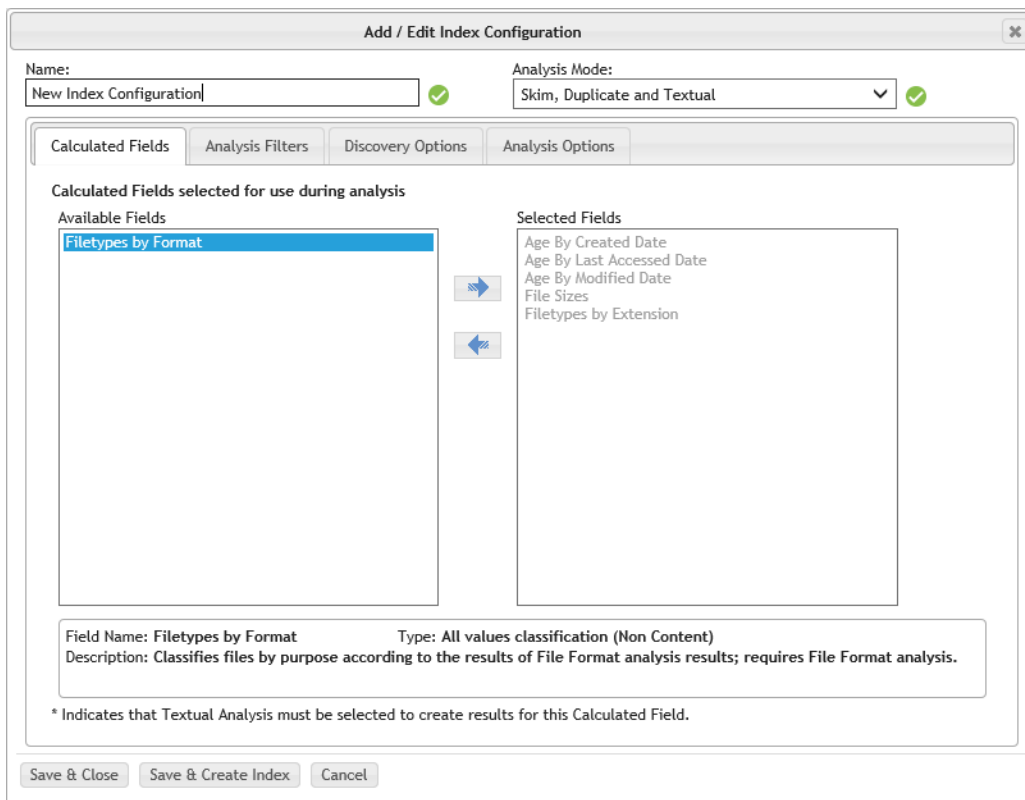 Add / Edit Index Configuration
Name:
Analysis Mode:
New Index Configuration
Skim, Duplicate and Textual
Calculated Fields
Analysis Filters
Discovery Options
Analysis Options
Calculated Fields selected for use during analysis
Available Fields
Selected Fields
Filetypes by Format
Age By Created Date
Age By Last Accessed Date
Age By Modified Date
File Sizes
Filetypes by Extension
Field Name: Filetypes by Format Type: All values classification (Non Content)
Description: Classifies files by purpose according to the results of File Format analysis results; requires File Format analysis.
* Indicates that Textual Analysis must be selected to create results for this Calculated Field.
Save & Close
Save & Create Index
Cancel